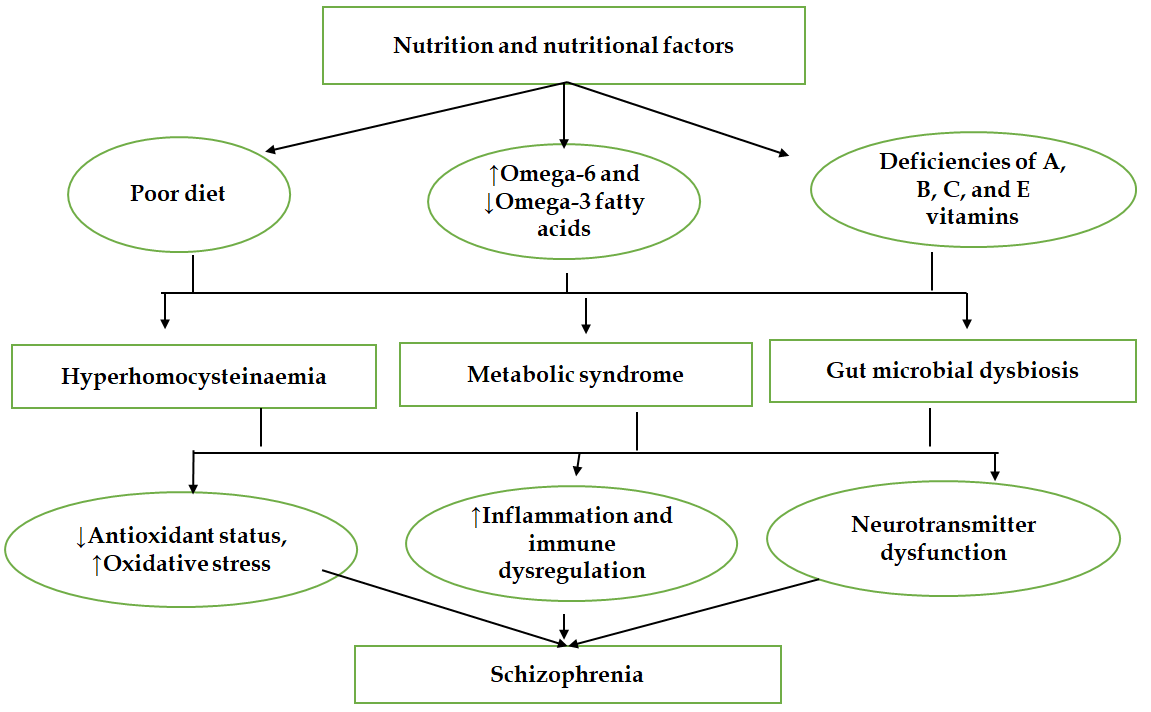 Nutrition and nutritional factors
Poor diet
↑Omega-6 and
↓Omega-3 fatty
acids
Deficiencies of A,
B, C, and E
vitamins
Hyperhomocysteinaemia
Metabolic syndrome
Gut microbial dysbiosis
↓Antioxidant status,
↑Oxidative stress
↑Inflammation and
immune
dysregulation
Neurotransmitter
dysfunction
Schizophrenia